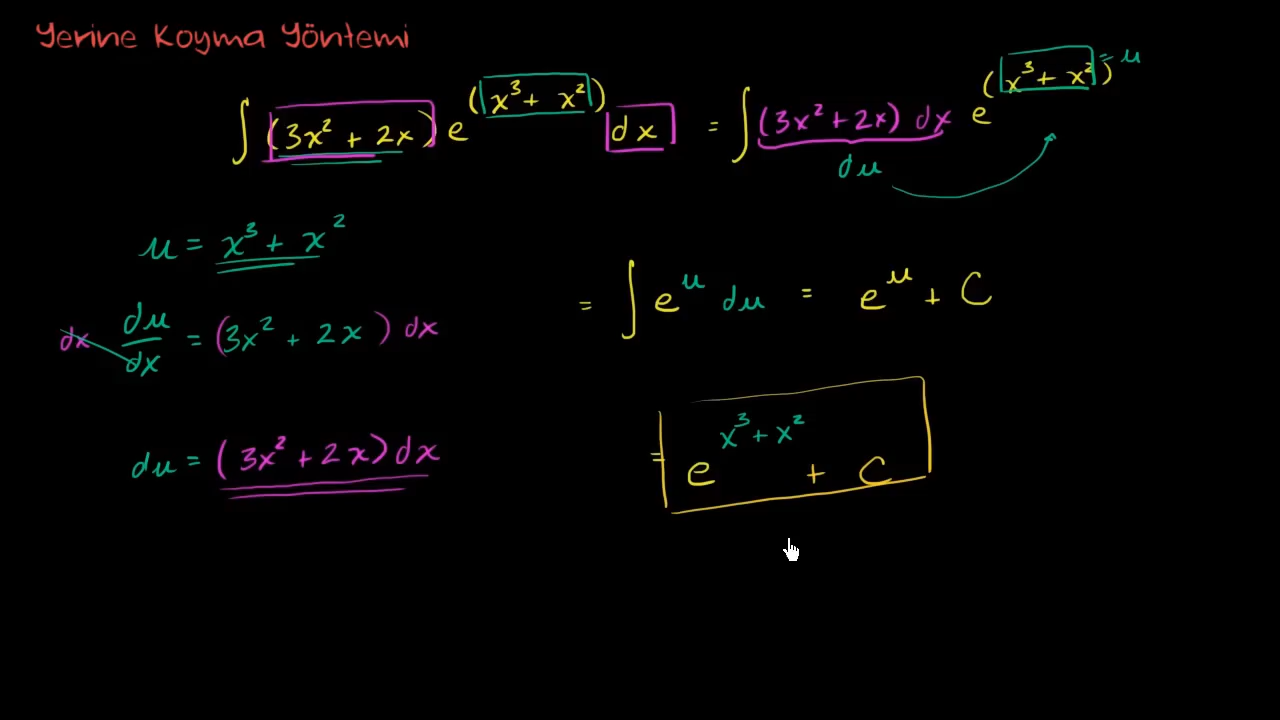 Yerine Koyma Yöntemi
∫ (3x² + 2x) e^(x³ + x²) dx = ∫ (3x² + 2x) dx e^(x³ + x²) = u
du
u = x³ + x²
dx du/dx = (3x² + 2x) dx
= ∫ e^u du = e^u + C
du = (3x² + 2x) dx
= e^x³ + x² + C